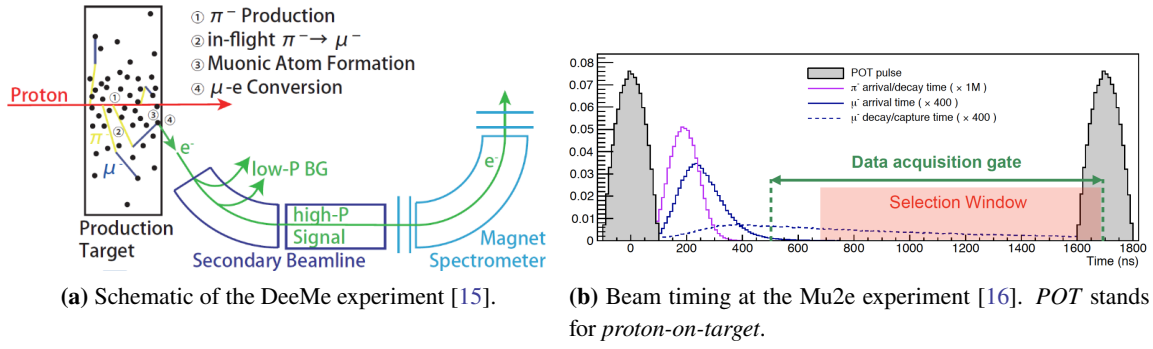 ① π⁻ Production
② in-flight π⁻→ μ⁻
③ Muonic Atom Formation
④ μ-e Conversion
Proton
①
②
③
④
π⁻
μ⁻
e⁻
low-P BG
high-P
Signal
e⁻
Production
Target
Secondary Beamline
Magnet
Spectrometer
(a) Schematic of the DeeMe experiment [15].
0.08
0.07
0.06
0.05
0.04
0.03
0.02
0.01
0
POT pulse
π⁻ arrival/decay time ( × 1M )
μ⁻ arrival time ( × 400 )
μ⁻ decay/capture time ( × 400 )
Data acquisition gate
Selection Window
0 200 400 600 800 1000 1200 1400 1600 1800
Time (ns)
(b) Beam timing at the Mu2e experiment [16]. POT stands
for proton-on-target.